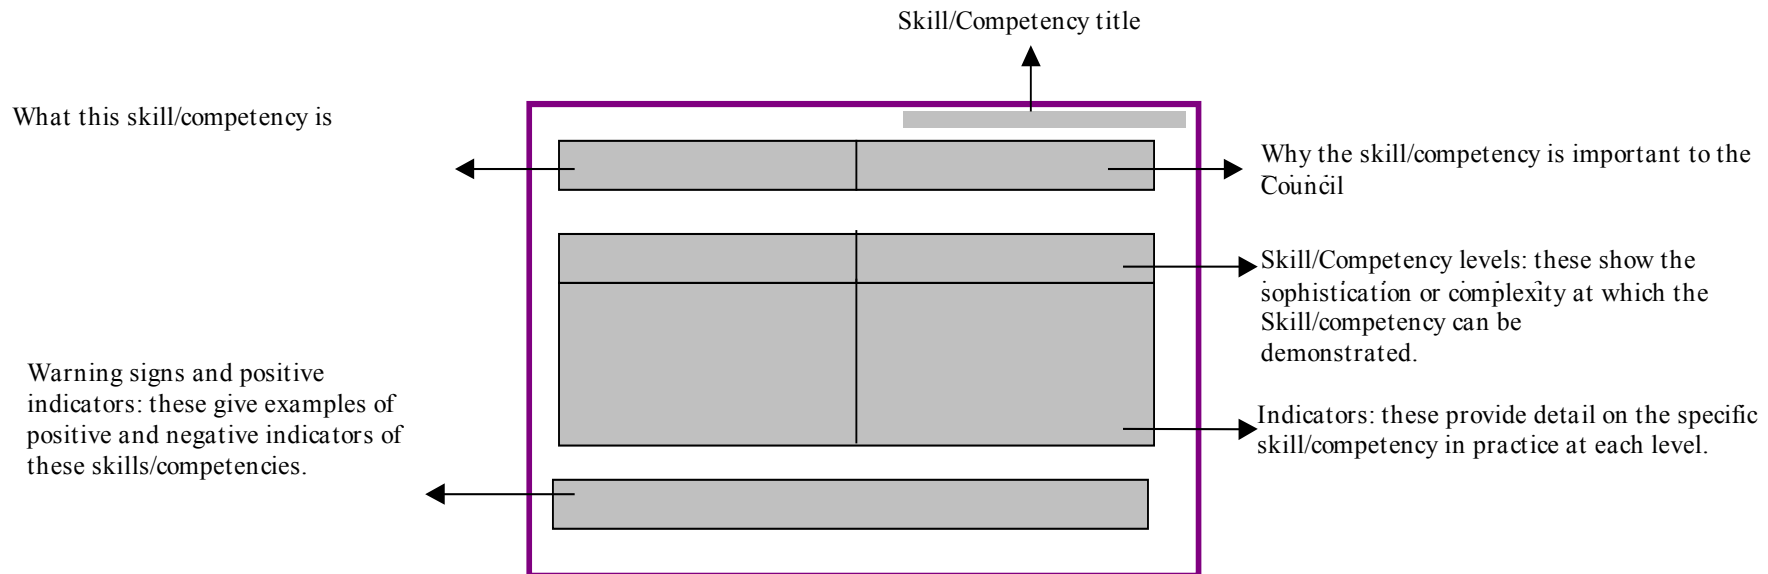 Skill/Competency title
What this skill/competency is
Why the skill/competency is important to the
Council
Skill/Competency levels: these show the
sophistication or complexity at which the
Skill/competency can be
demonstrated.
Warning signs and positive
indicators: these give examples of
positive and negative indicators of
these skills/competencies.
Indicators: these provide detail on the specific
skill/competency in practice at each level.